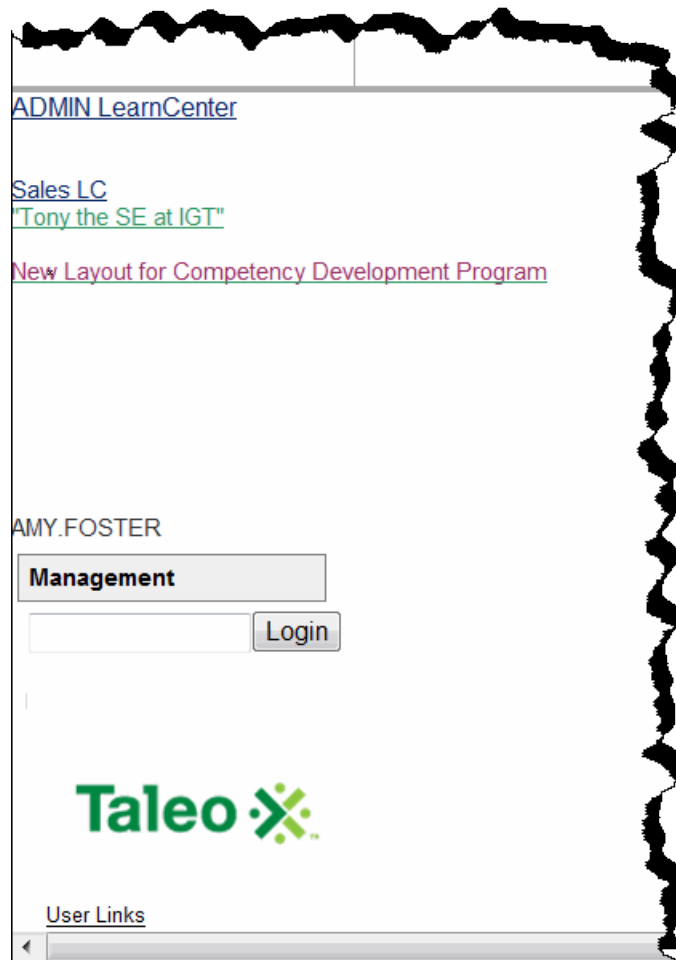 ADMIN LearnCenter
Sales LC
"Tony the SE at IGT"
New Layout for Competency Development Program
AMY.FOSTER
Management
Login
Taleo
User Links